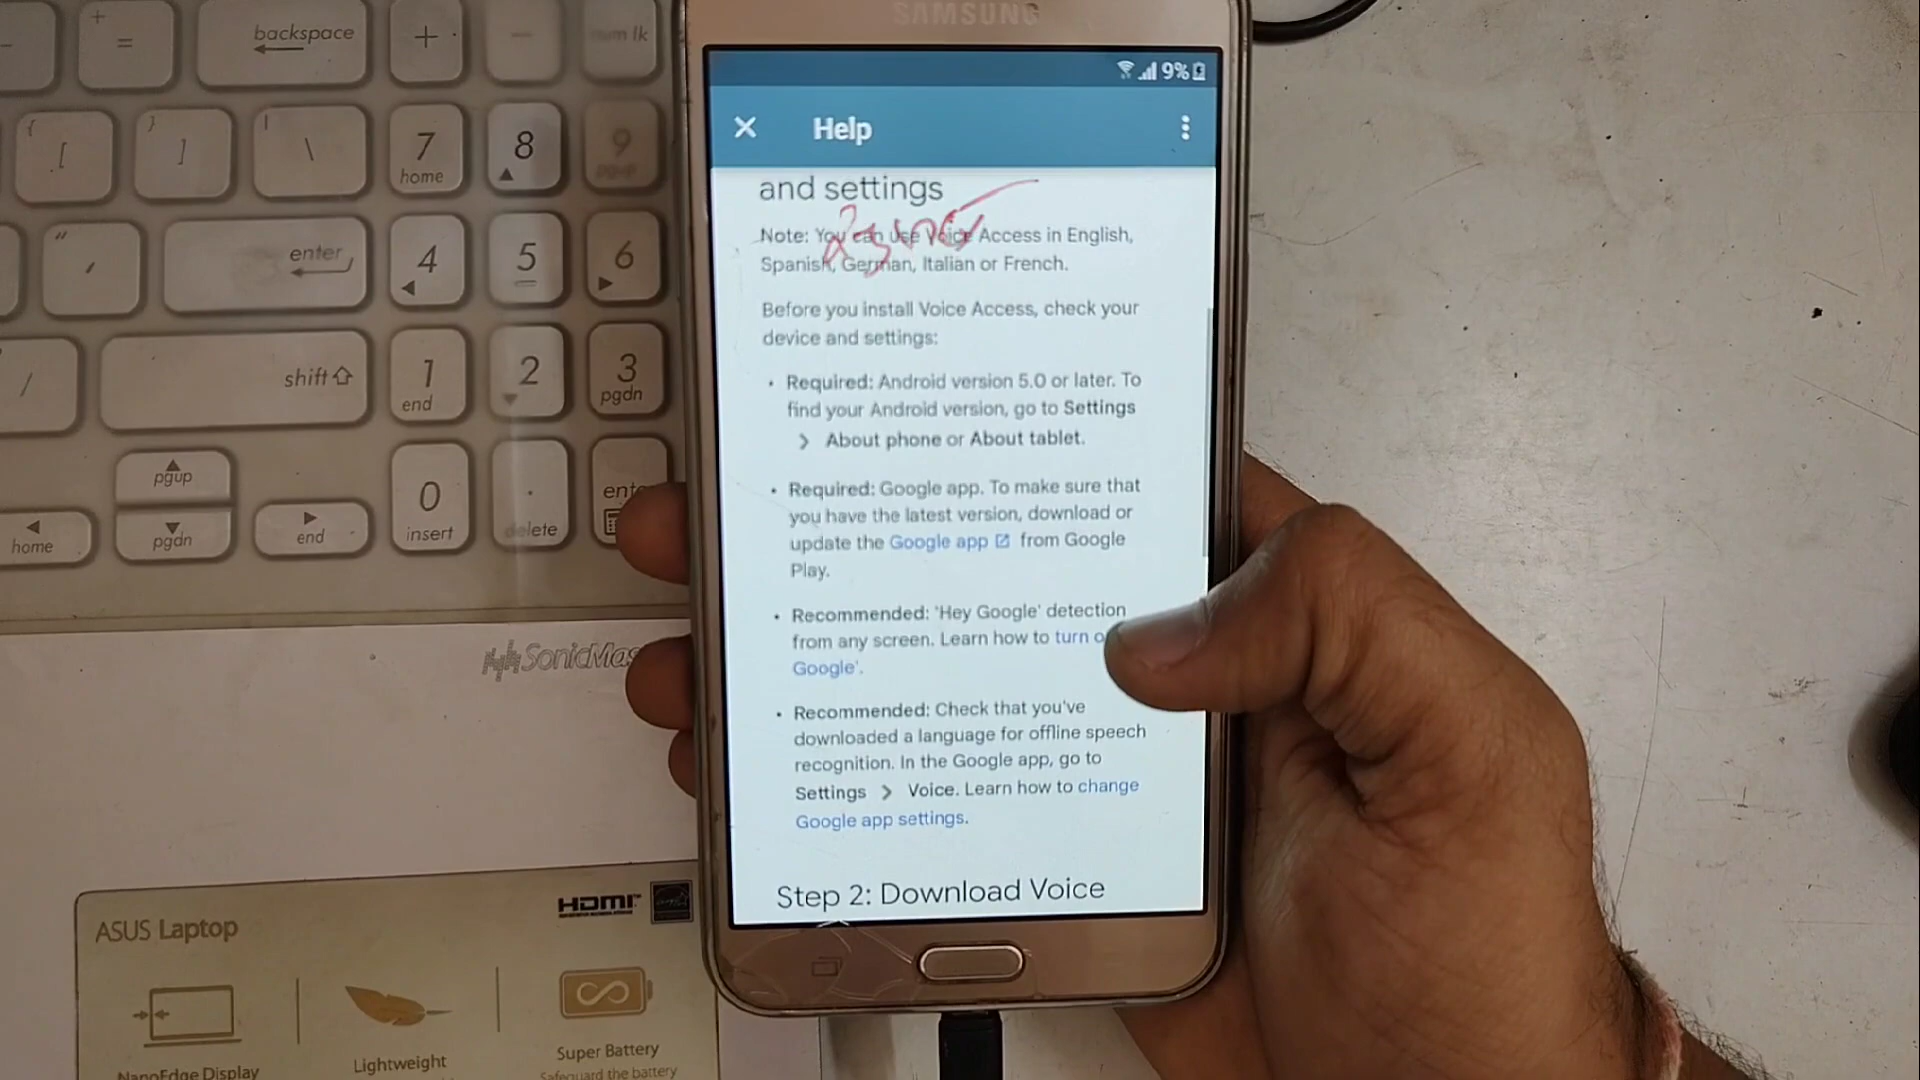 SAMSUNG
9%
Help
and settings
Note: You can use Voice Access in English,
Spanish, German, Italian or French.
Before you install Voice Access, check your
device and settings:
• Required: Android version 5.0 or later. To
find your Android version, go to Settings
> About phone or About tablet.
• Required: Google app. To make sure that
you have the latest version, download or
update the Google app from Google
Play.
• Recommended: 'Hey Google' detection
from any screen. Learn how to turn
Google'.
• Recommended: Check that you've
downloaded a language for offline speech
recognition. In the Google app, go to
Settings > Voice. Learn how to change
Google app settings.
Step 2: Download Voice
+ = backspace + - num lk
{ [ } ] | \ 7 home 8 9 pgup
" ' enter 4 5 6
/ shift 1 end 2 3 pgdn
pgup 0 insert . delete
home pgdn end
SonicMas
HDMI
ASUS Laptop
NanoEdge Display
Lightweight
Super Battery
Safeguard the battery